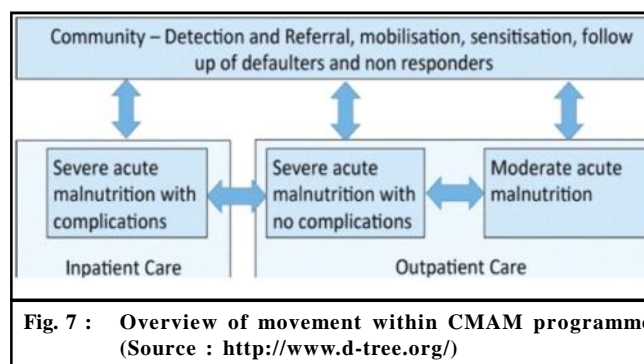 Community – Detection and Referral, mobilisation, sensitisation, follow
up of defaulters and non responders
Severe acute
malnutrition with
complications
Severe acute
malnutrition with
no complications
Moderate acute
malnutrition
Inpatient Care
Outpatient Care
Fig. 7 : Overview of movement within CMAM programme
(Source : http://www.d-tree.org/)